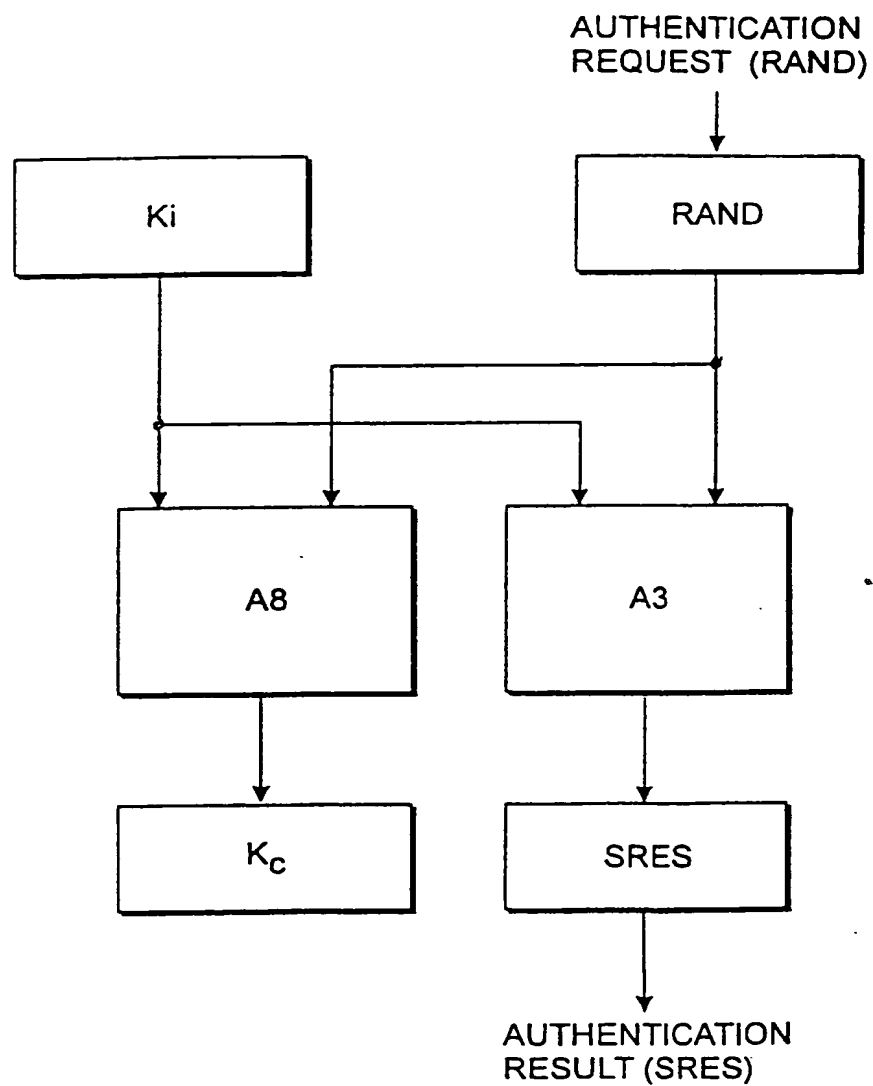 AUTHENTICATION
REQUEST (RAND)
Ki
RAND
A8
A3
Kc
SRES
AUTHENTICATION
RESULT (SRES)